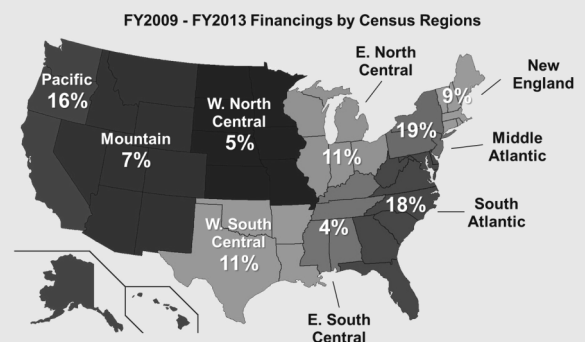 FY2009 - FY2013 Financings by Census Regions
Pacific
16%
Mountain
7%
W. North
Central
5%
W. South
Central
11%
E. North
Central
11%
E. South
Central
4%
New
England
9%
Middle
Atlantic
19%
South
Atlantic
18%